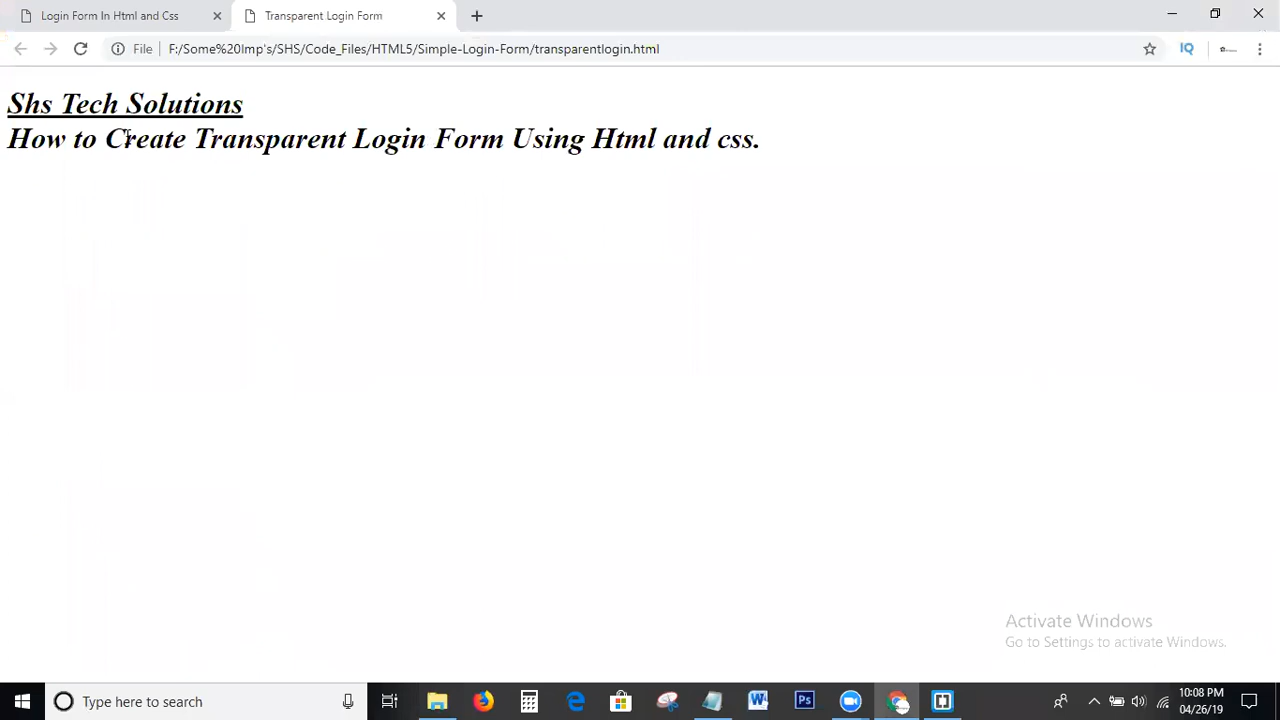 Login Form In Html and Css
Transparent Login Form
File
F:/Some%20Imp's/SHS/Code_Files/HTML5/Simple-Login-Form/transparentlogin.html
IQ
Shs Tech Solutions
How to Create Transparent Login Form Using Html and css.
Activate Windows
Go to Settings to activate Windows.
Type here to search
W
Ps
10:08 PM
04/26/19